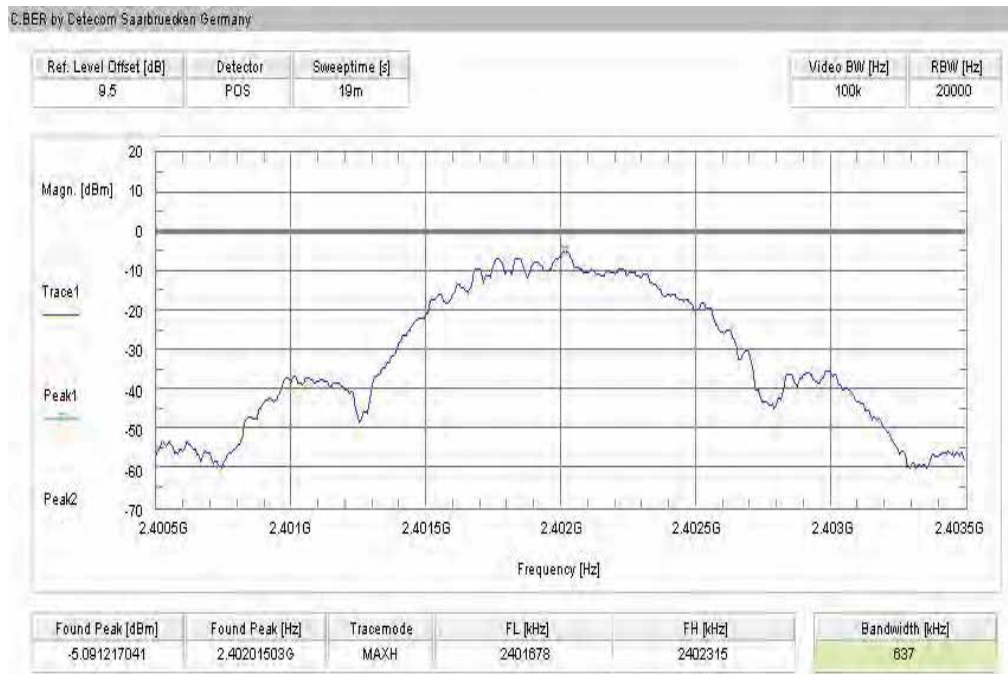 C.BER by Cetecom Saarbruecken Germany
Ref. Level Offset [dB] Detector Sweeptime [s] Video BW [Hz] RBW [Hz]
9.5 POS 19m 100k 20000
20
Magn. [dBm] 10
0
-10
Trace1
-20
-30
Peak1 -40
-50
-60
Peak2
-70
2.4005G 2.401G 2.4015G 2.402G 2.4025G 2.403G 2.4035G
Frequency [Hz]
Found Peak [dBm] Found Peak [Hz] Tracemode FL [kHz] FH [kHz] Bandwidth [kHz]
-5.091217041 2.40201503G MAXH 2401678 2402315 637